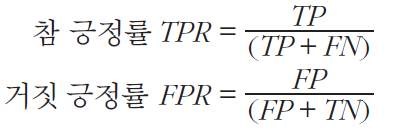 참 긍정률 TPR = TP / (TP + FN)
거짓 긍정률 FPR = FP / (FP + TN)